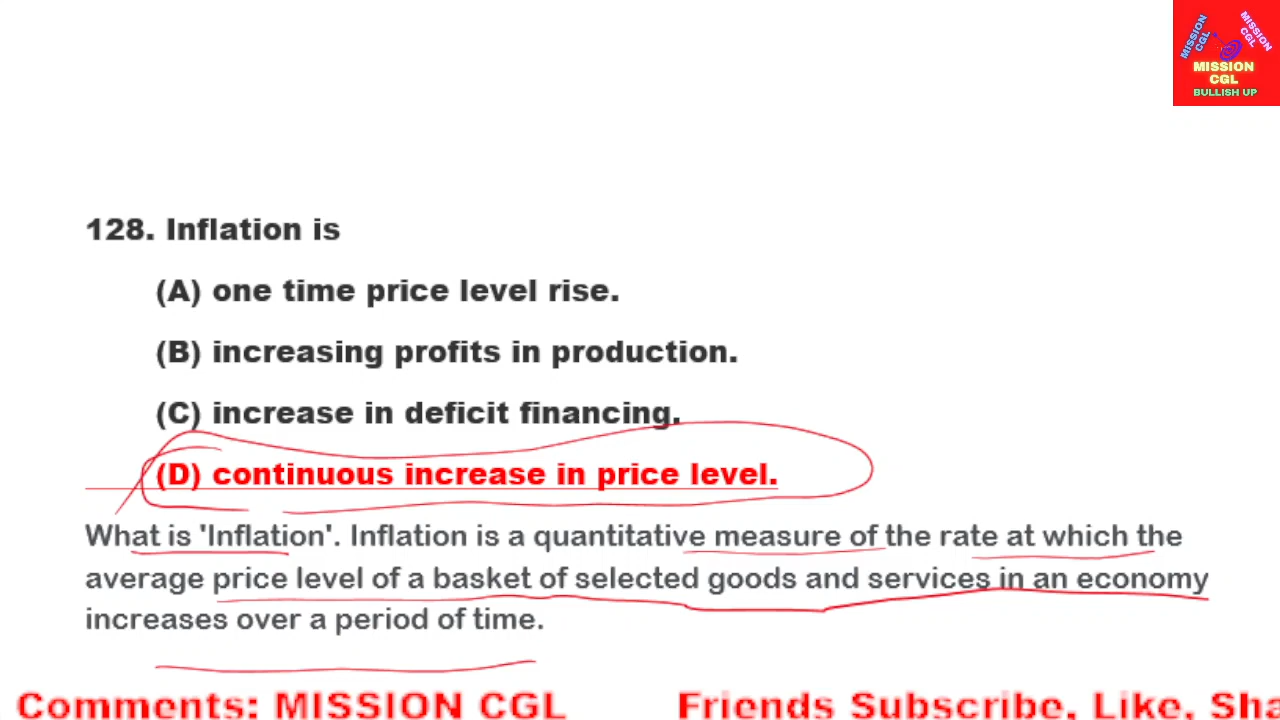 MISSION
CGL
MISSION
CGL
MISSION
CGL
BULLISH UP
128. Inflation is
(A) one time price level rise.
(B) increasing profits in production.
(C) increase in deficit financing.
(D) continuous increase in price level.
What is 'Inflation'. Inflation is a quantitative measure of the rate at which the
average price level of a basket of selected goods and services in an economy
increases over a period of time.
Comments: MISSION CGL Friends Subscribe, Like, Sha